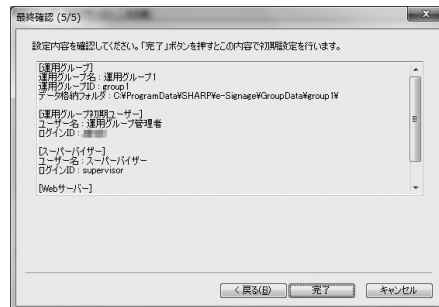 最終確認 (5/5)
設定内容を確認してください。「完了」ボタンを押すとこの内容で初期設定を行います。
[運用グループ]
運用グループ名 : 運用グループ1
運用グループID : group1
データ格納フォルダ : C:¥ProgramData¥SHARP¥e-Signage¥GroupData¥group1¥
[運用グループ初期ユーザー]
ユーザー名 : 運用グループ管理者
ログインID :
[スーパーバイザー]
ユーザー名 : スーパーバイザー
ログインID : supervisor
[Webサーバー]
< 戻る(B)
完了
キャンセル